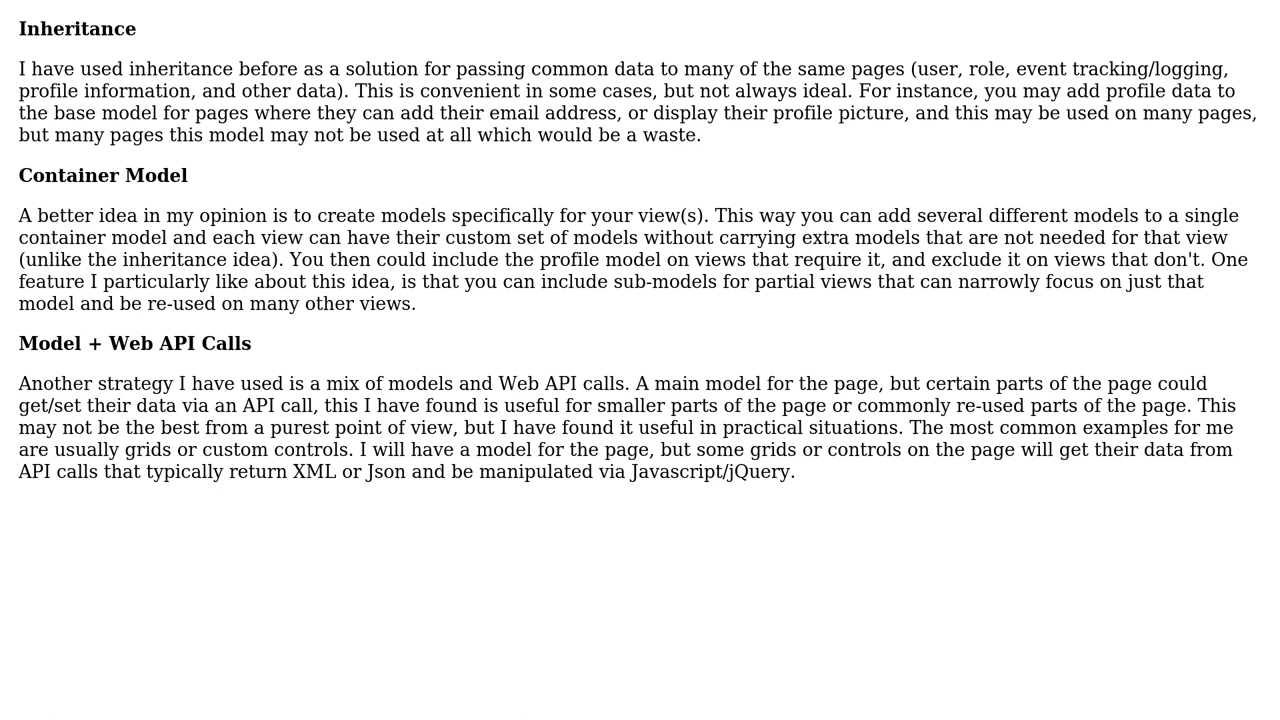 Inheritance
I have used inheritance before as a solution for passing common data to many of the same pages (user, role, event tracking/logging,
profile information, and other data). This is convenient in some cases, but not always ideal. For instance, you may add profile data to
the base model for pages where they can add their email address, or display their profile picture, and this may be used on many pages,
but many pages this model may not be used at all which would be a waste.
Container Model
A better idea in my opinion is to create models specifically for your view(s). This way you can add several different models to a single
container model and each view can have their custom set of models without carrying extra models that are not needed for that view
(unlike the inheritance idea). You then could include the profile model on views that require it, and exclude it on views that don't. One
feature I particularly like about this idea, is that you can include sub-models for partial views that can narrowly focus on just that
model and be re-used on many other views.
Model + Web API Calls
Another strategy I have used is a mix of models and Web API calls. A main model for the page, but certain parts of the page could
get/set their data via an API call, this I have found is useful for smaller parts of the page or commonly re-used parts of the page. This
may not be the best from a purest point of view, but I have found it useful in practical situations. The most common examples for me
are usually grids or custom controls. I will have a model for the page, but some grids or controls on the page will get their data from
API calls that typically return XML or Json and be manipulated via Javascript/jQuery.